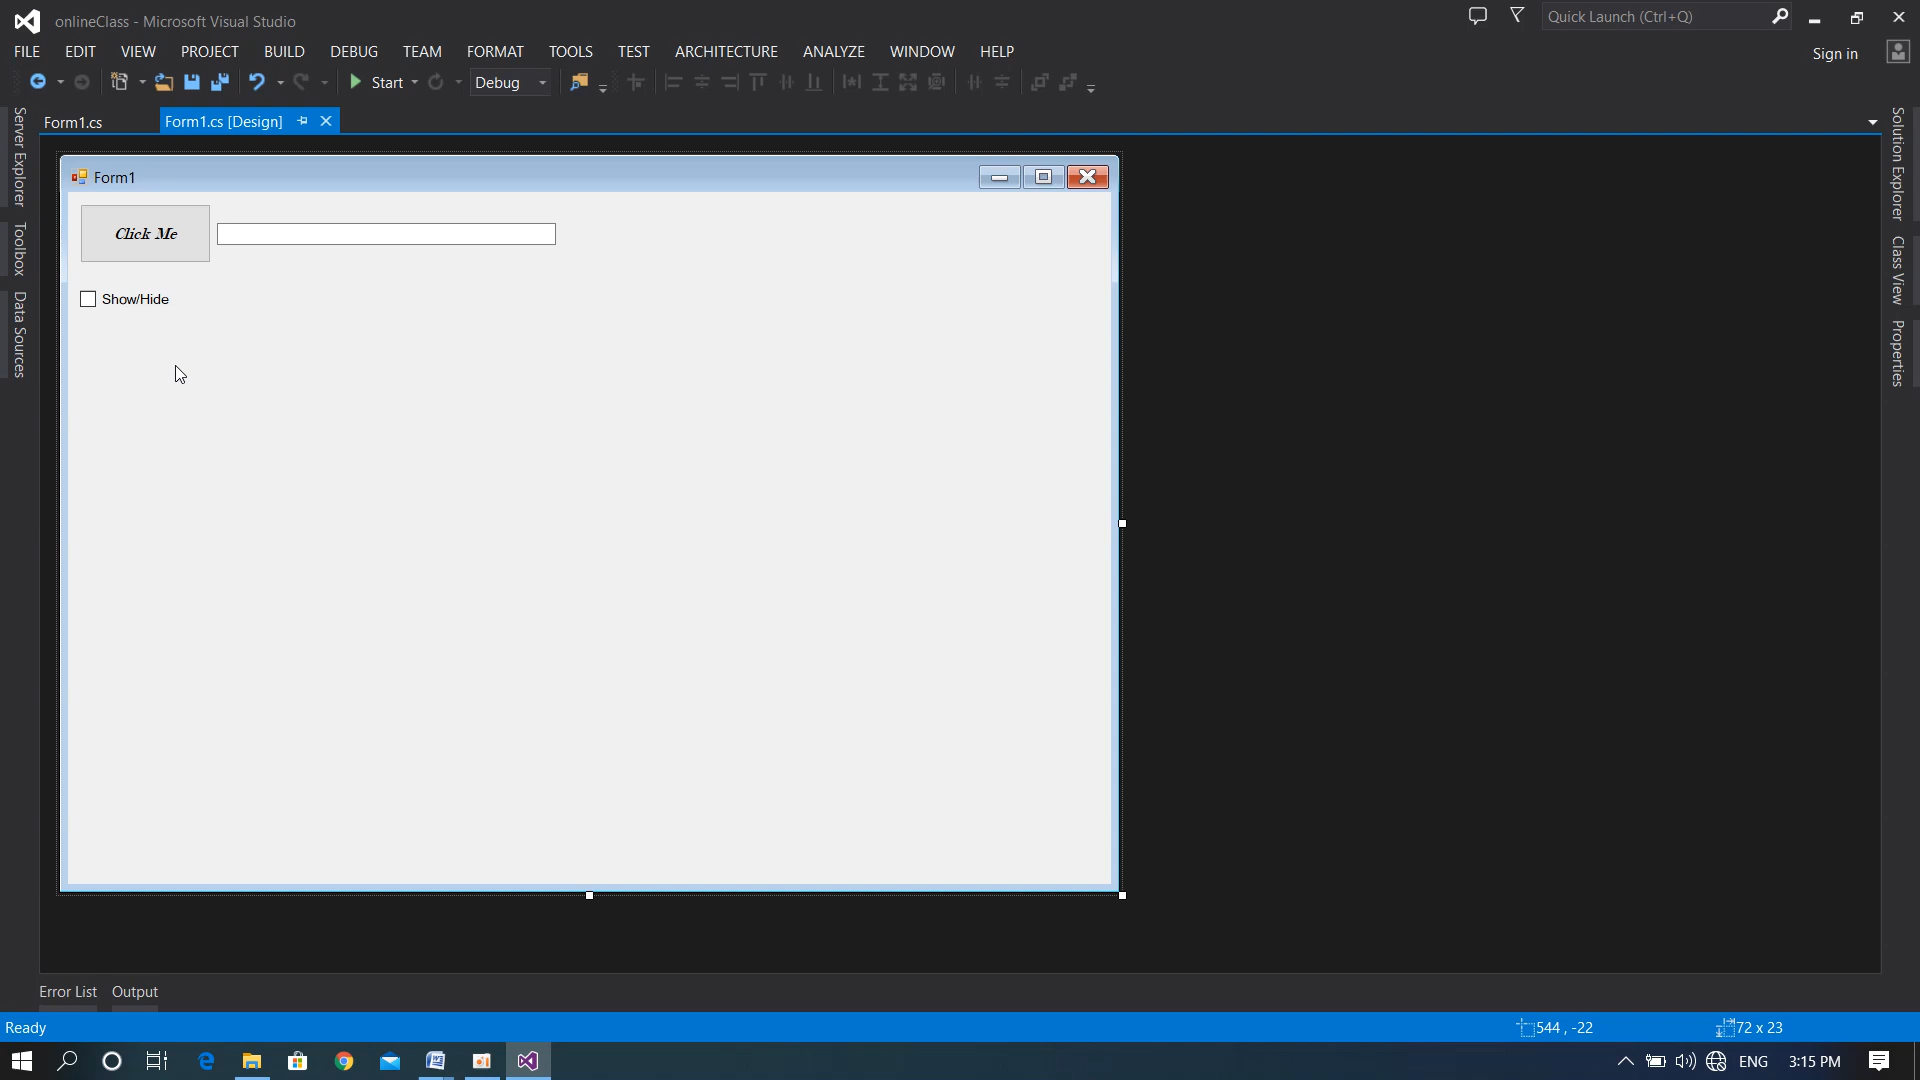 onlineClass - Microsoft Visual Studio
Quick Launch (Ctrl+Q)
FILE EDIT VIEW PROJECT BUILD DEBUG TEAM FORMAT TOOLS TEST ARCHITECTURE ANALYZE WINDOW HELP
Sign in
Start Debug
Form1.cs Form1.cs [Design]
Server Explorer
Toolbox
Data Sources
Form1
Click Me
Show/Hide
Solution Explorer
Class View
Properties
Error List Output
Ready 544 , -22 72 x 23
ENG 3:15 PM